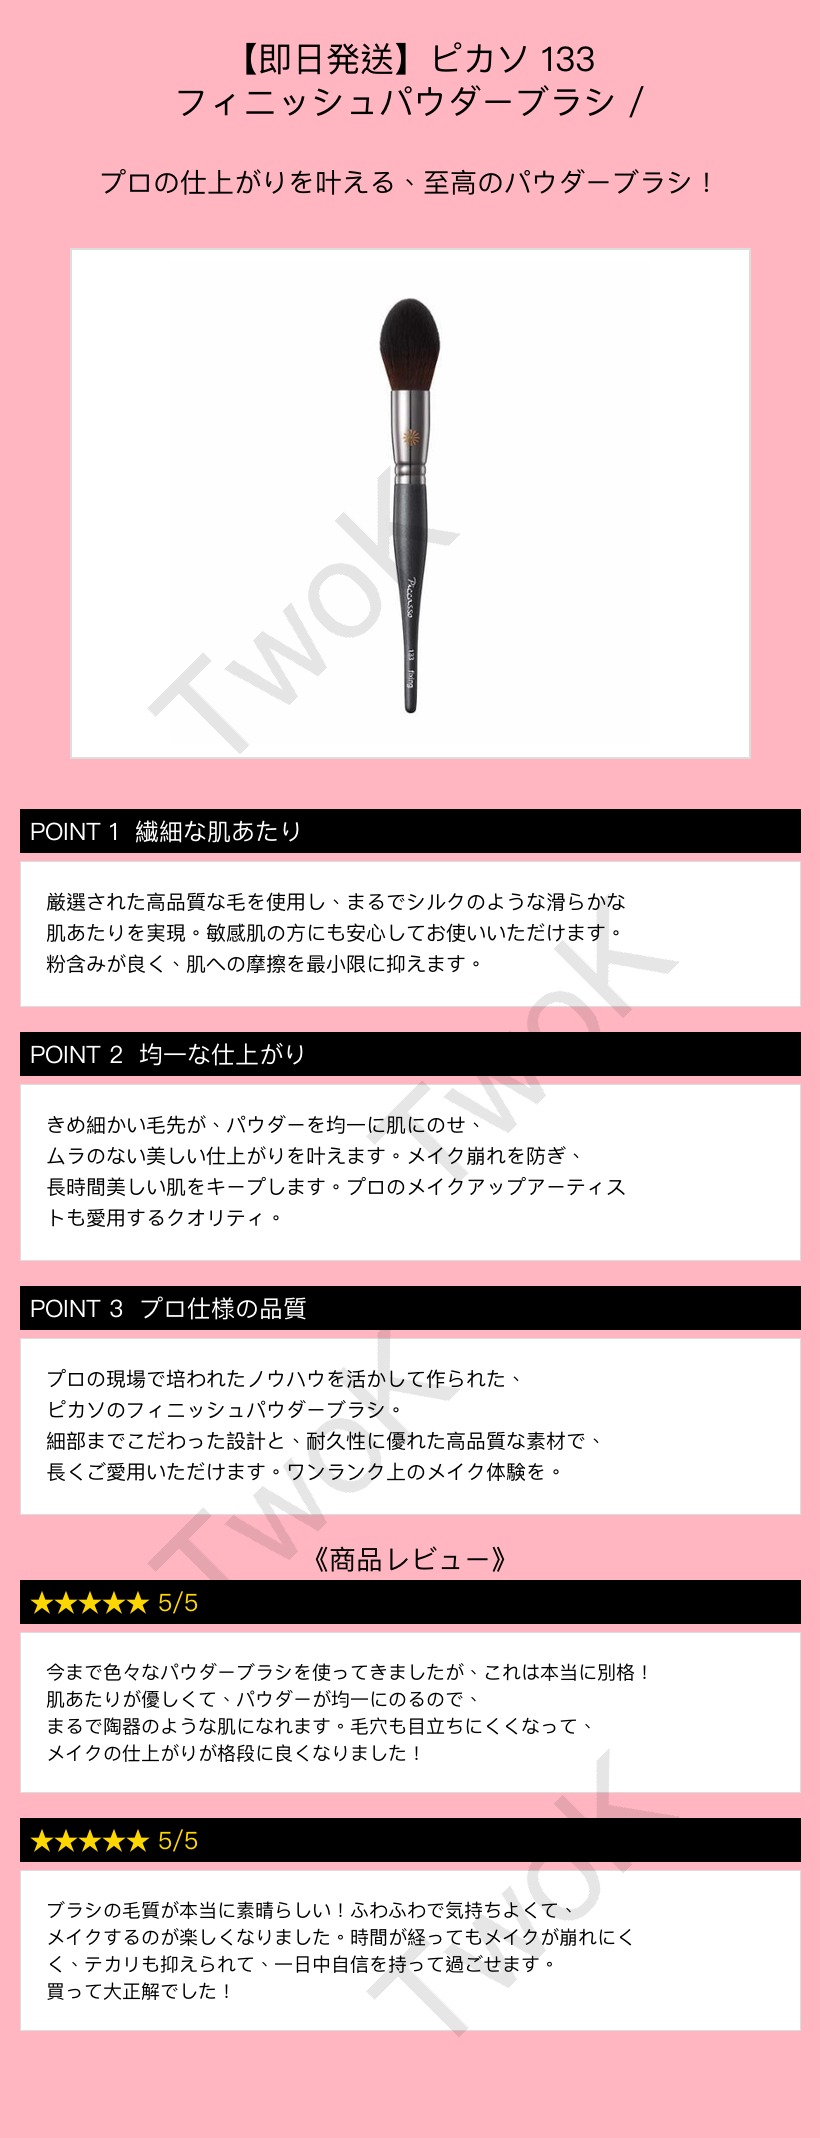 【即日発送】ピカソ 133
フィニッシュパウダーブラシ /
プロの仕上がりを叶える、至高のパウダーブラシ！
Piccasso
133 fixing
TwoK
POINT 1 繊細な肌あたり
厳選された高品質な毛を使用し、まるでシルクのような滑らかな
肌あたりを実現。敏感肌の方にも安心してお使いいただけます。
粉含みが良く、肌への摩擦を最小限に抑えます。
TwoK
POINT 2 均一な仕上がり
きめ細かい毛先が、パウダーを均一に肌にのせ、
ムラのない美しい仕上がりを叶えます。メイク崩れを防ぎ、
長時間美しい肌をキープします。プロのメイクアップアーティス
トも愛用するクオリティ。
POINT 3 プロ仕様の品質
プロの現場で培われたノウハウを活かして作られた、
ピカソのフィニッシュパウダーブラシ。
細部までこだわった設計と、耐久性に優れた高品質な素材で、
長くご愛用いただけます。ワンランク上のメイク体験を。
TwoK
《商品レビュー》
★★★★★ 5/5
今まで色々なパウダーブラシを使ってきましたが、これは本当に別格！
肌あたりが優しくて、パウダーが均一にのるので、
まるで陶器のような肌になれます。毛穴も目立ちにくくなって、
メイクの仕上がりが格段に良くなりました！
★★★★★ 5/5
ブラシの毛質が本当に素晴らしい！ふわふわで気持ちよくて、
メイクするのが楽しくなりました。時間が経ってもメイクが崩れにく
く、テカリも抑えられて、一日中自信を持って過ごせます。
買って大正解でした！
TwoK